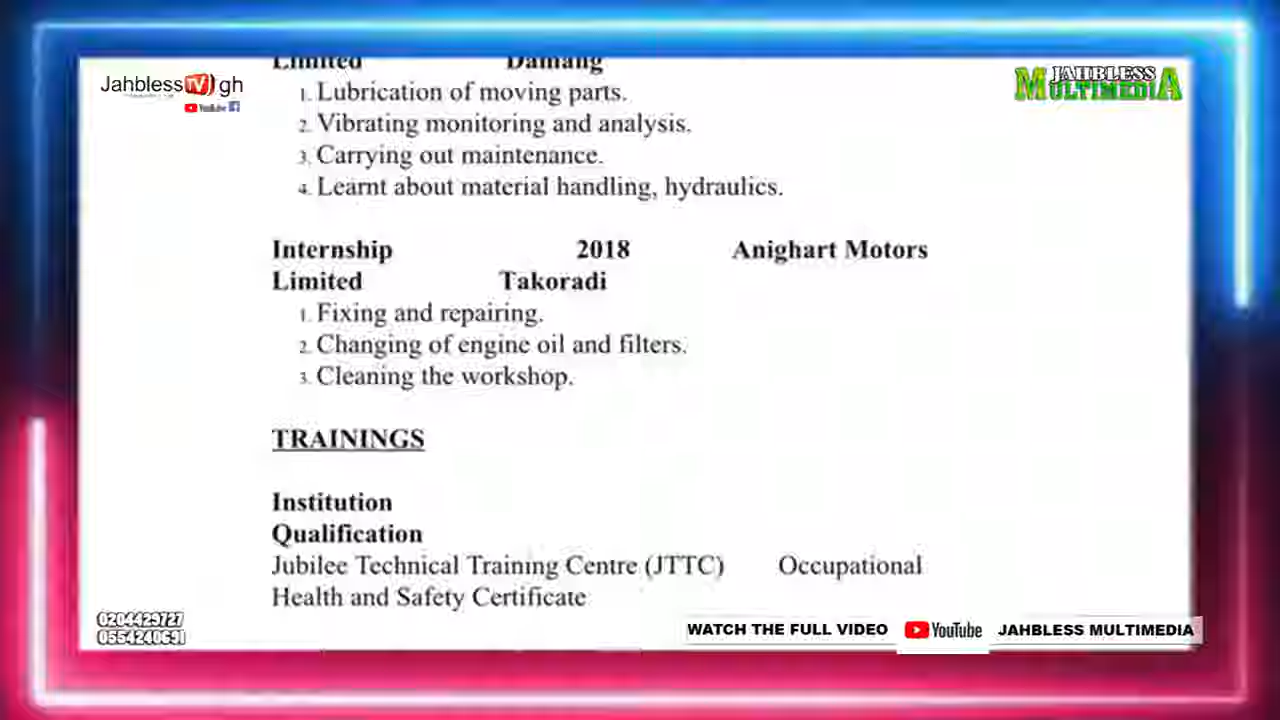 Limited Damang
Jahbless TV gh
YouTube
JAHBLESS
MULTIMEDIA
1. Lubrication of moving parts.
2. Vibrating monitoring and analysis.
3. Carrying out maintenance.
4. Learnt about material handling, hydraulics.
Internship 2018 Anighart Motors
Limited Takoradi
1. Fixing and repairing.
2. Changing of engine oil and filters.
3. Cleaning the workshop.
TRAININGS
Institution
Qualification
Jubilee Technical Training Centre (JTTC) Occupational
Health and Safety Certificate
0204429727
0554240691
WATCH THE FULL VIDEO YouTube JAHBLESS MULTIMEDIA